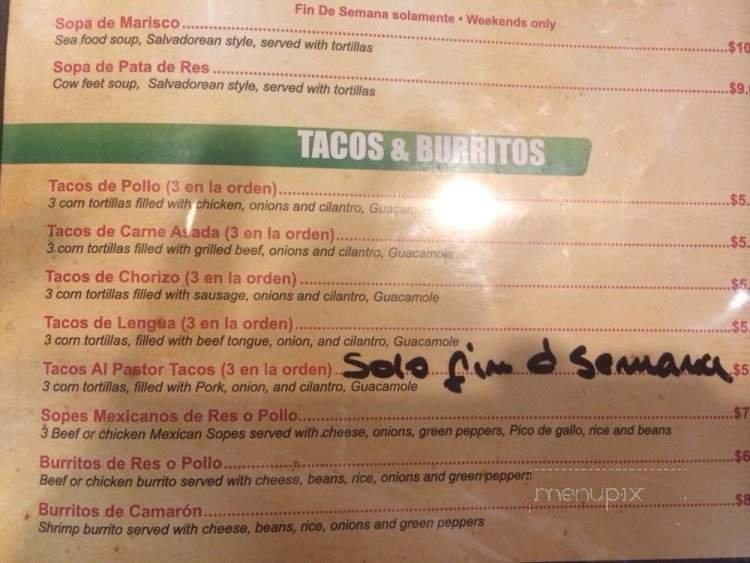 Fin De Semana solamente • Weekends only
Sopa de Marisco..........$10
Sea food soup, Salvadorean style, served with tortillas
Sopa de Pata de Res..........$9.
Cow feet soup, Salvadorean style, served with tortillas
TACOS & BURRITOS
Tacos de Pollo (3 en la orden)..........$5.
3 corn tortillas filled with chicken, onions and cilantro,
Tacos de Carne Asada (3 en la orden)..........$5.
3 corn tortillas filled with grilled beef, onions and cilantro, Guacamole
Tacos de Chorizo (3 en la orden)..........$5.
3 corn tortillas filled with sausage, onions and cilantro, Guacamole
Tacos de Lengua (3 en la orden)..........$5.
3 corn tortillas, filled with beef tongue, onion, and cilantro, Guacamole
Tacos Al Pastor Tacos (3 en la orden) Solo fin d semana $5
3 corn tortillas, filled with Pork, onion, and cilantro, Guacamole
Sopes Mexicanos de Res o Pollo..........$7
3 Beef or chicken Mexican Sopes served with cheese, onions, green peppers, Pico de gallo, rice and beans
Burritos de Res o Pollo..........$6
Beef or chicken burrito served with cheese, beans, rice, onions and green peppers
Burritos de Camarón..........$8
Shrimp burrito served with cheese, beans, rice, onions and green peppers
menupix